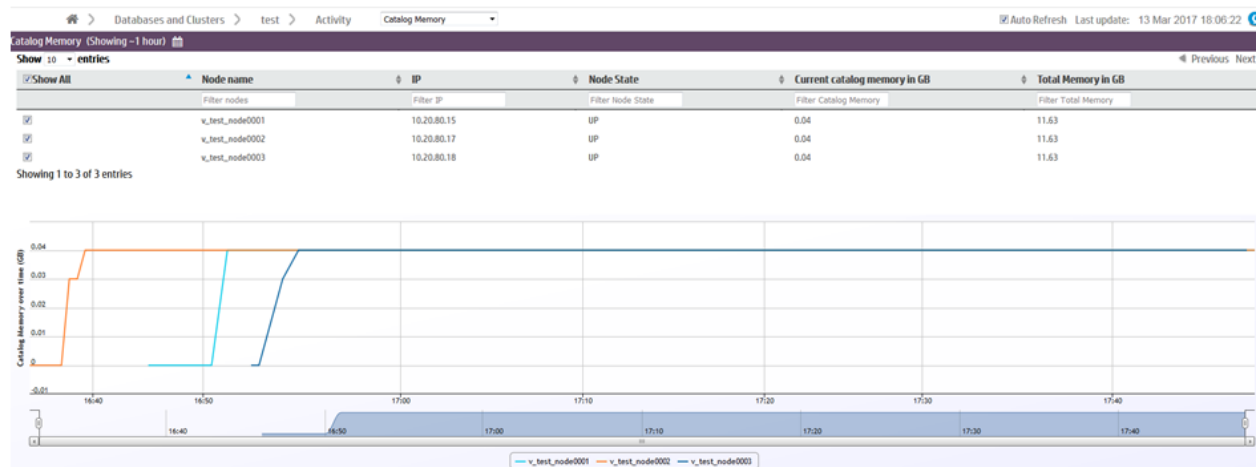 Databases and Clusters > test > Activity Catalog Memory Auto Refresh Last update: 13 Mar 2017 18:06:22
Catalog Memory (Showing ~1 hour)
Show 10 entries Previous Next
Show All Node name IP Node State Current catalog memory in GB Total Memory in GB
Filter nodes Filter IP Filter Node State Filter Catalog Memory Filter Total Memory
v_test_node0001 10.20.80.15 UP 0.04 11.63
v_test_node0002 10.20.80.17 UP 0.04 11.63
v_test_node0003 10.20.80.18 UP 0.04 11.63
Showing 1 to 3 of 3 entries
Catalog Memory over time (GB)
0.04
0.03
0.02
0.01
0
-0.01
16:40 16:50 17:00 17:10 17:20 17:30 17:40
16:40 16:50 17:00 17:10 17:20 17:30 17:40
v_test_node0001 v_test_node0002 v_test_node0003